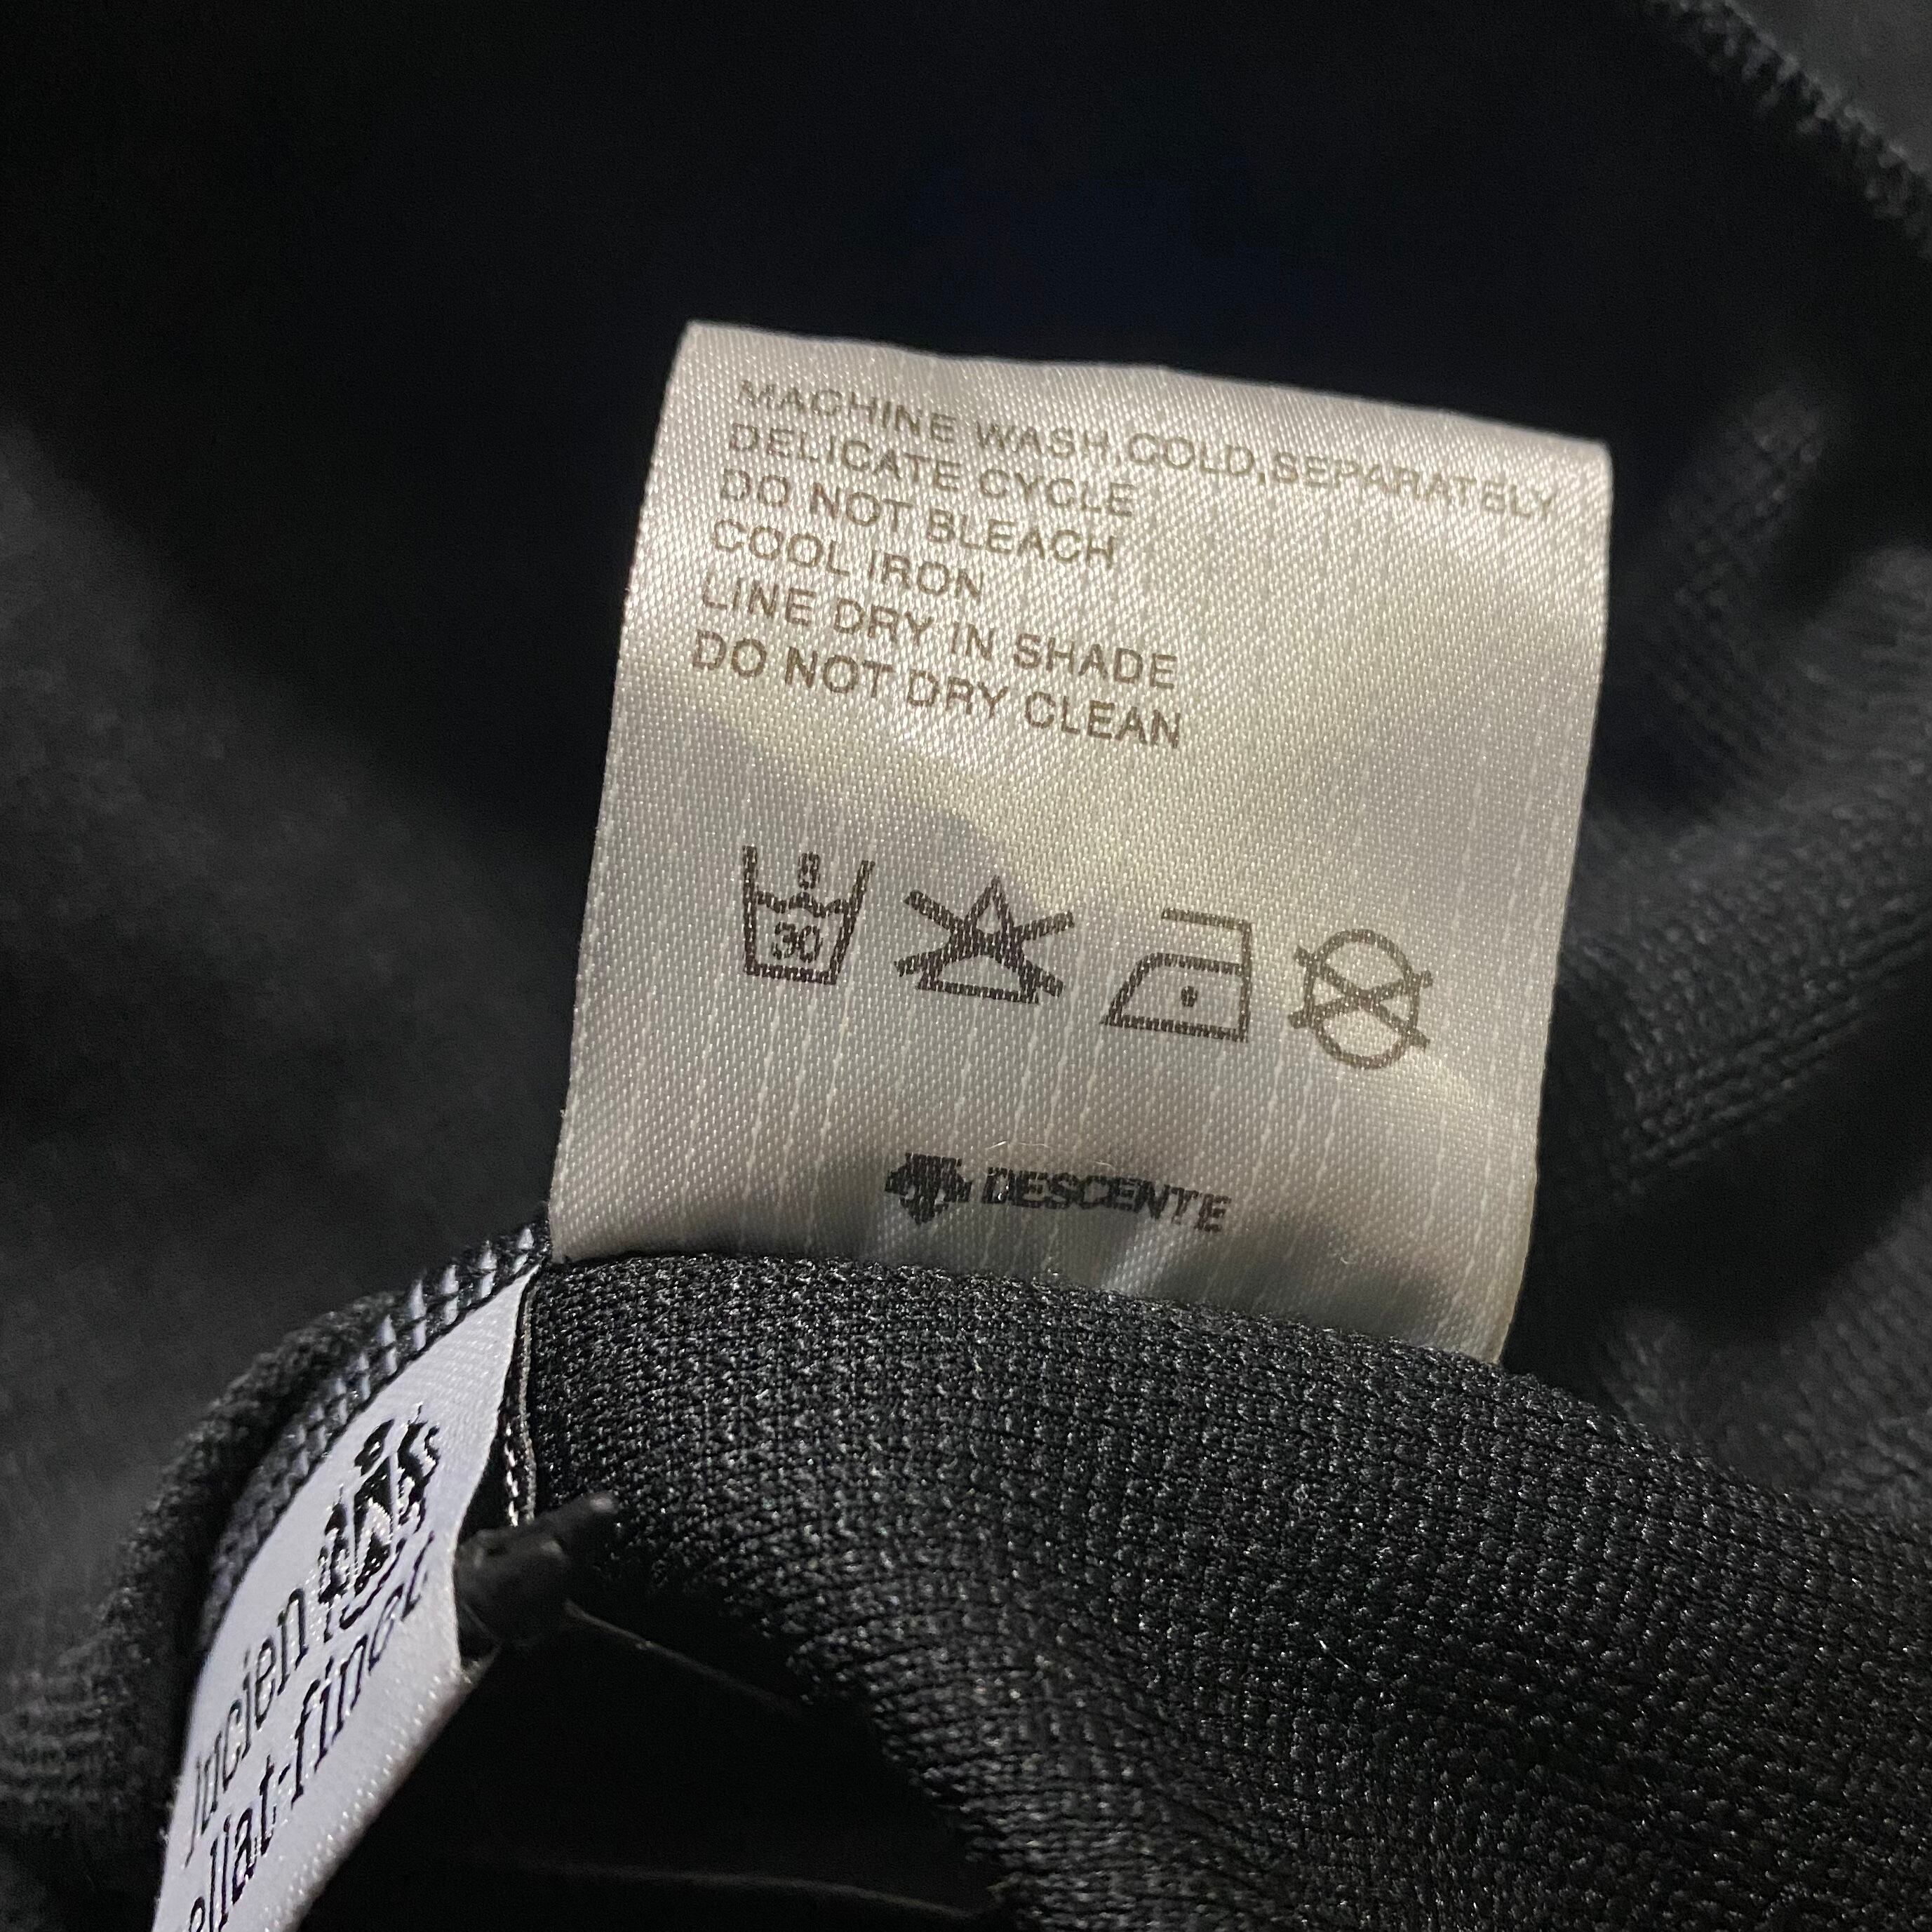 MACHINE WASH COLD,SEPARATELY
DELICATE CYCLE
DO NOT BLEACH
COOL IRON
LINE DRY IN SHADE
DO NOT DRY CLEAN
30
DESCENTE
lucien
ellat-finet